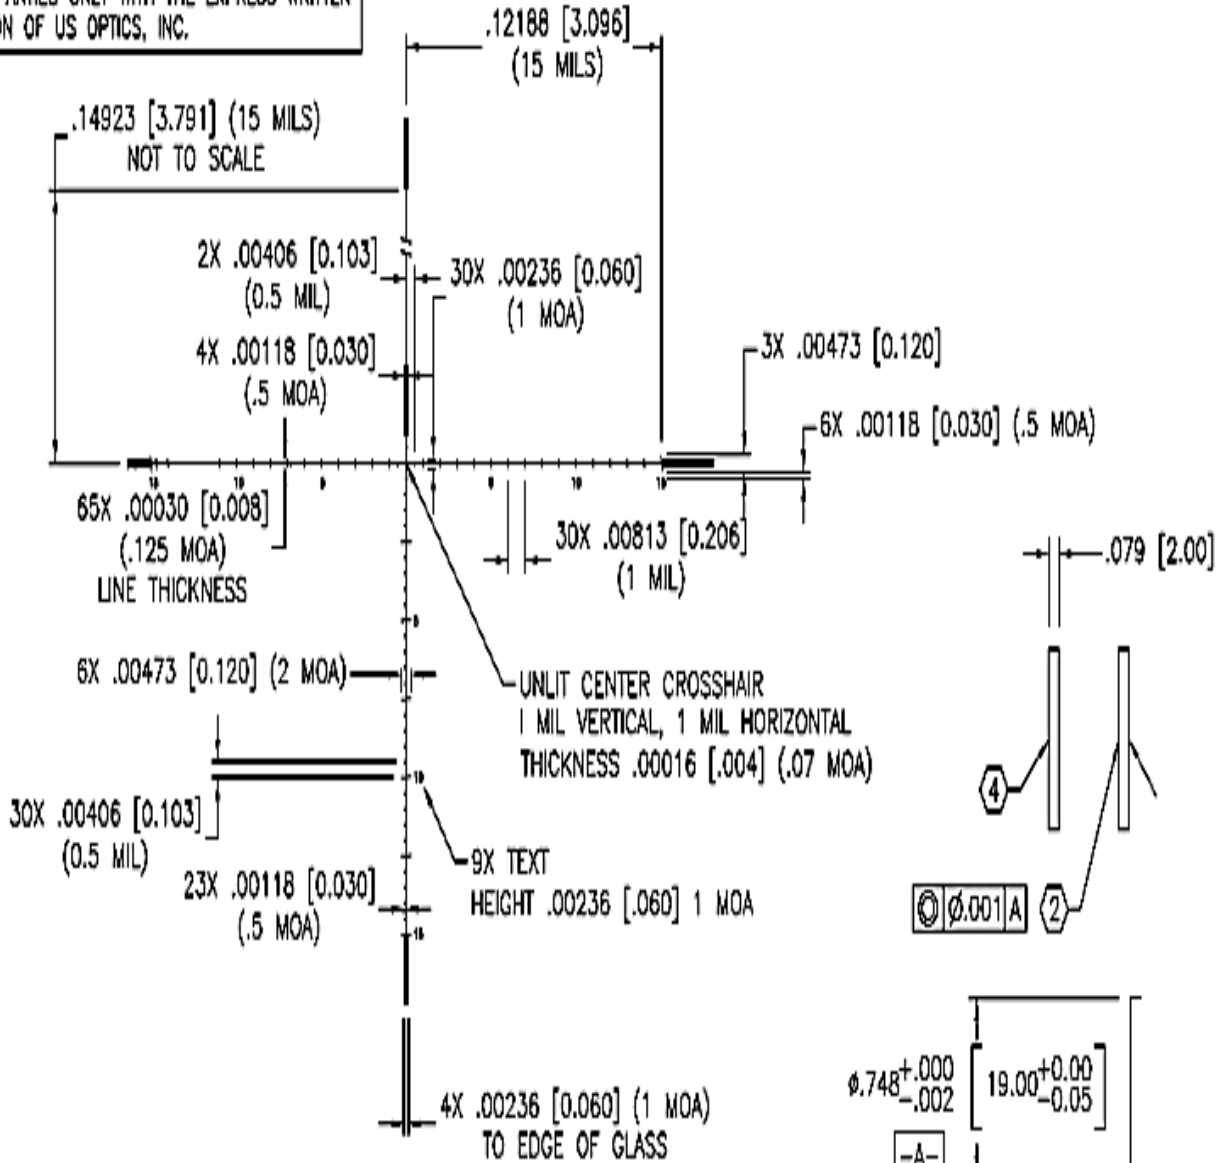 ON OF US OPTICS, INC.
.12188 [3.096]
(15 MILS)
.14923 [3.791] (15 MILS)
NOT TO SCALE
2X .00406 [0.103]
(0.5 MIL)
30X .00236 [0.060]
(1 MOA)
4X .00118 [0.030]
(.5 MOA)
3X .00473 [0.120]
6X .00118 [0.030] (.5 MOA)
65X .00030 [0.008]
(.125 MOA)
LINE THICKNESS
30X .00813 [0.206]
(1 MIL)
.079 [2.00]
6X .00473 [0.120] (2 MOA)
UNLIT CENTER CROSSHAIR
1 MIL VERTICAL, 1 MIL HORIZONTAL
THICKNESS .00016 [.004] (.07 MOA)
4
30X .00406 [0.103]
(0.5 MIL)
9X TEXT
HEIGHT .00236 [.060] 1 MOA
23X .00118 [0.030]
(.5 MOA)
Ø.001 A
2
4X .00236 [0.060] (1 MOA)
TO EDGE OF GLASS
Ø.748 +.000 -.002 [19.00 +0.00 -0.05]
-A-